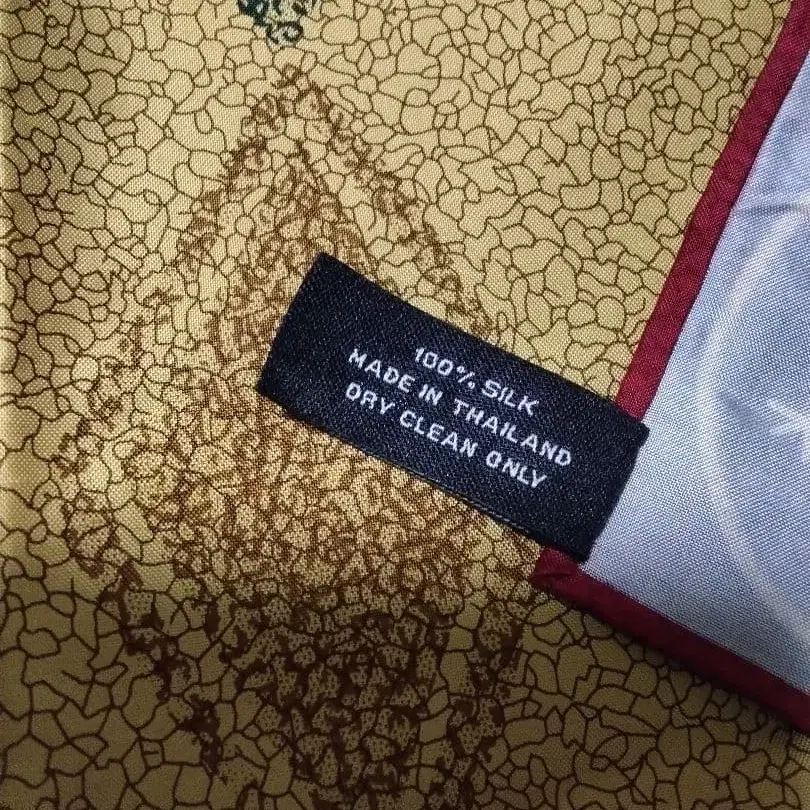 100% SILK
MADE IN THAILAND
DRY CLEAN ONLY